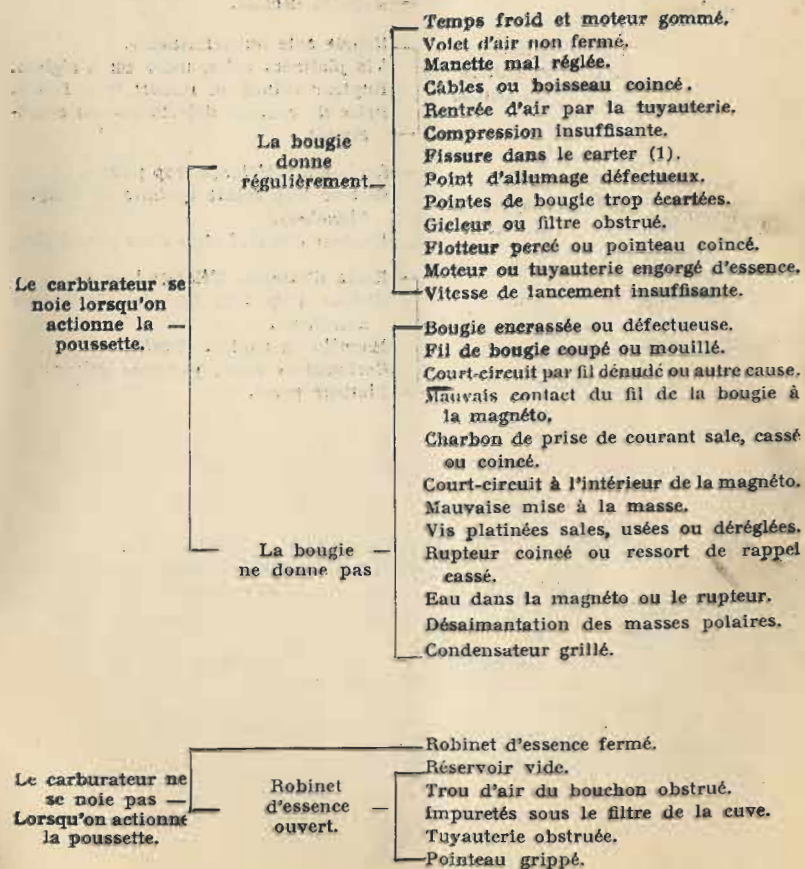 Le carburateur se
noie lorsqu'on
actionne la —
poussette.
La bougie
donne
régulièrement
Temps froid et moteur gommé.
Volet d'air non fermé.
Manette mal réglée.
Câbles ou boisseau coincé.
Rentrée d'air par la tuyauterie.
Compression insuffisante.
Fissure dans le carter (1).
Point d'allumage défectueux.
Pointes de bougie trop écartées.
Gicleur ou filtre obstrué.
Flotteur percé ou pointeau coincé.
Moteur ou tuyauterie engorgé d'essence.
Vitesse de lancement insuffisante.
La bougie —
ne donne pas
Bougie encrassée ou défectueuse.
Fil de bougie coupé ou mouillé.
Court-circuit par fil dénudé ou autre cause.
Mauvais contact du fil de la bougie à
la magnéto.
Charbon de prise de courant sale, cassé
ou coincé.
Court-circuit à l'intérieur de la magnéto.
Mauvaise mise à la masse.
Vis platinées sales, usées ou déréglées.
Rupteur coincé ou ressort de rappel
cassé.
Eau dans la magnéto ou le rupteur.
Désaimantation des masses polaires.
Condensateur grillé.
Le carburateur ne
se noie pas —
Lorsqu'on actionne
la poussette.
Robinet d'essence fermé.
Robinet
d'essence —
ouvert.
Réservoir vide.
Trou d'air du bouchon obstrué.
Impuretés sous le filtre de la cuve.
Tuyauterie obstruée.
Pointeau grippé.